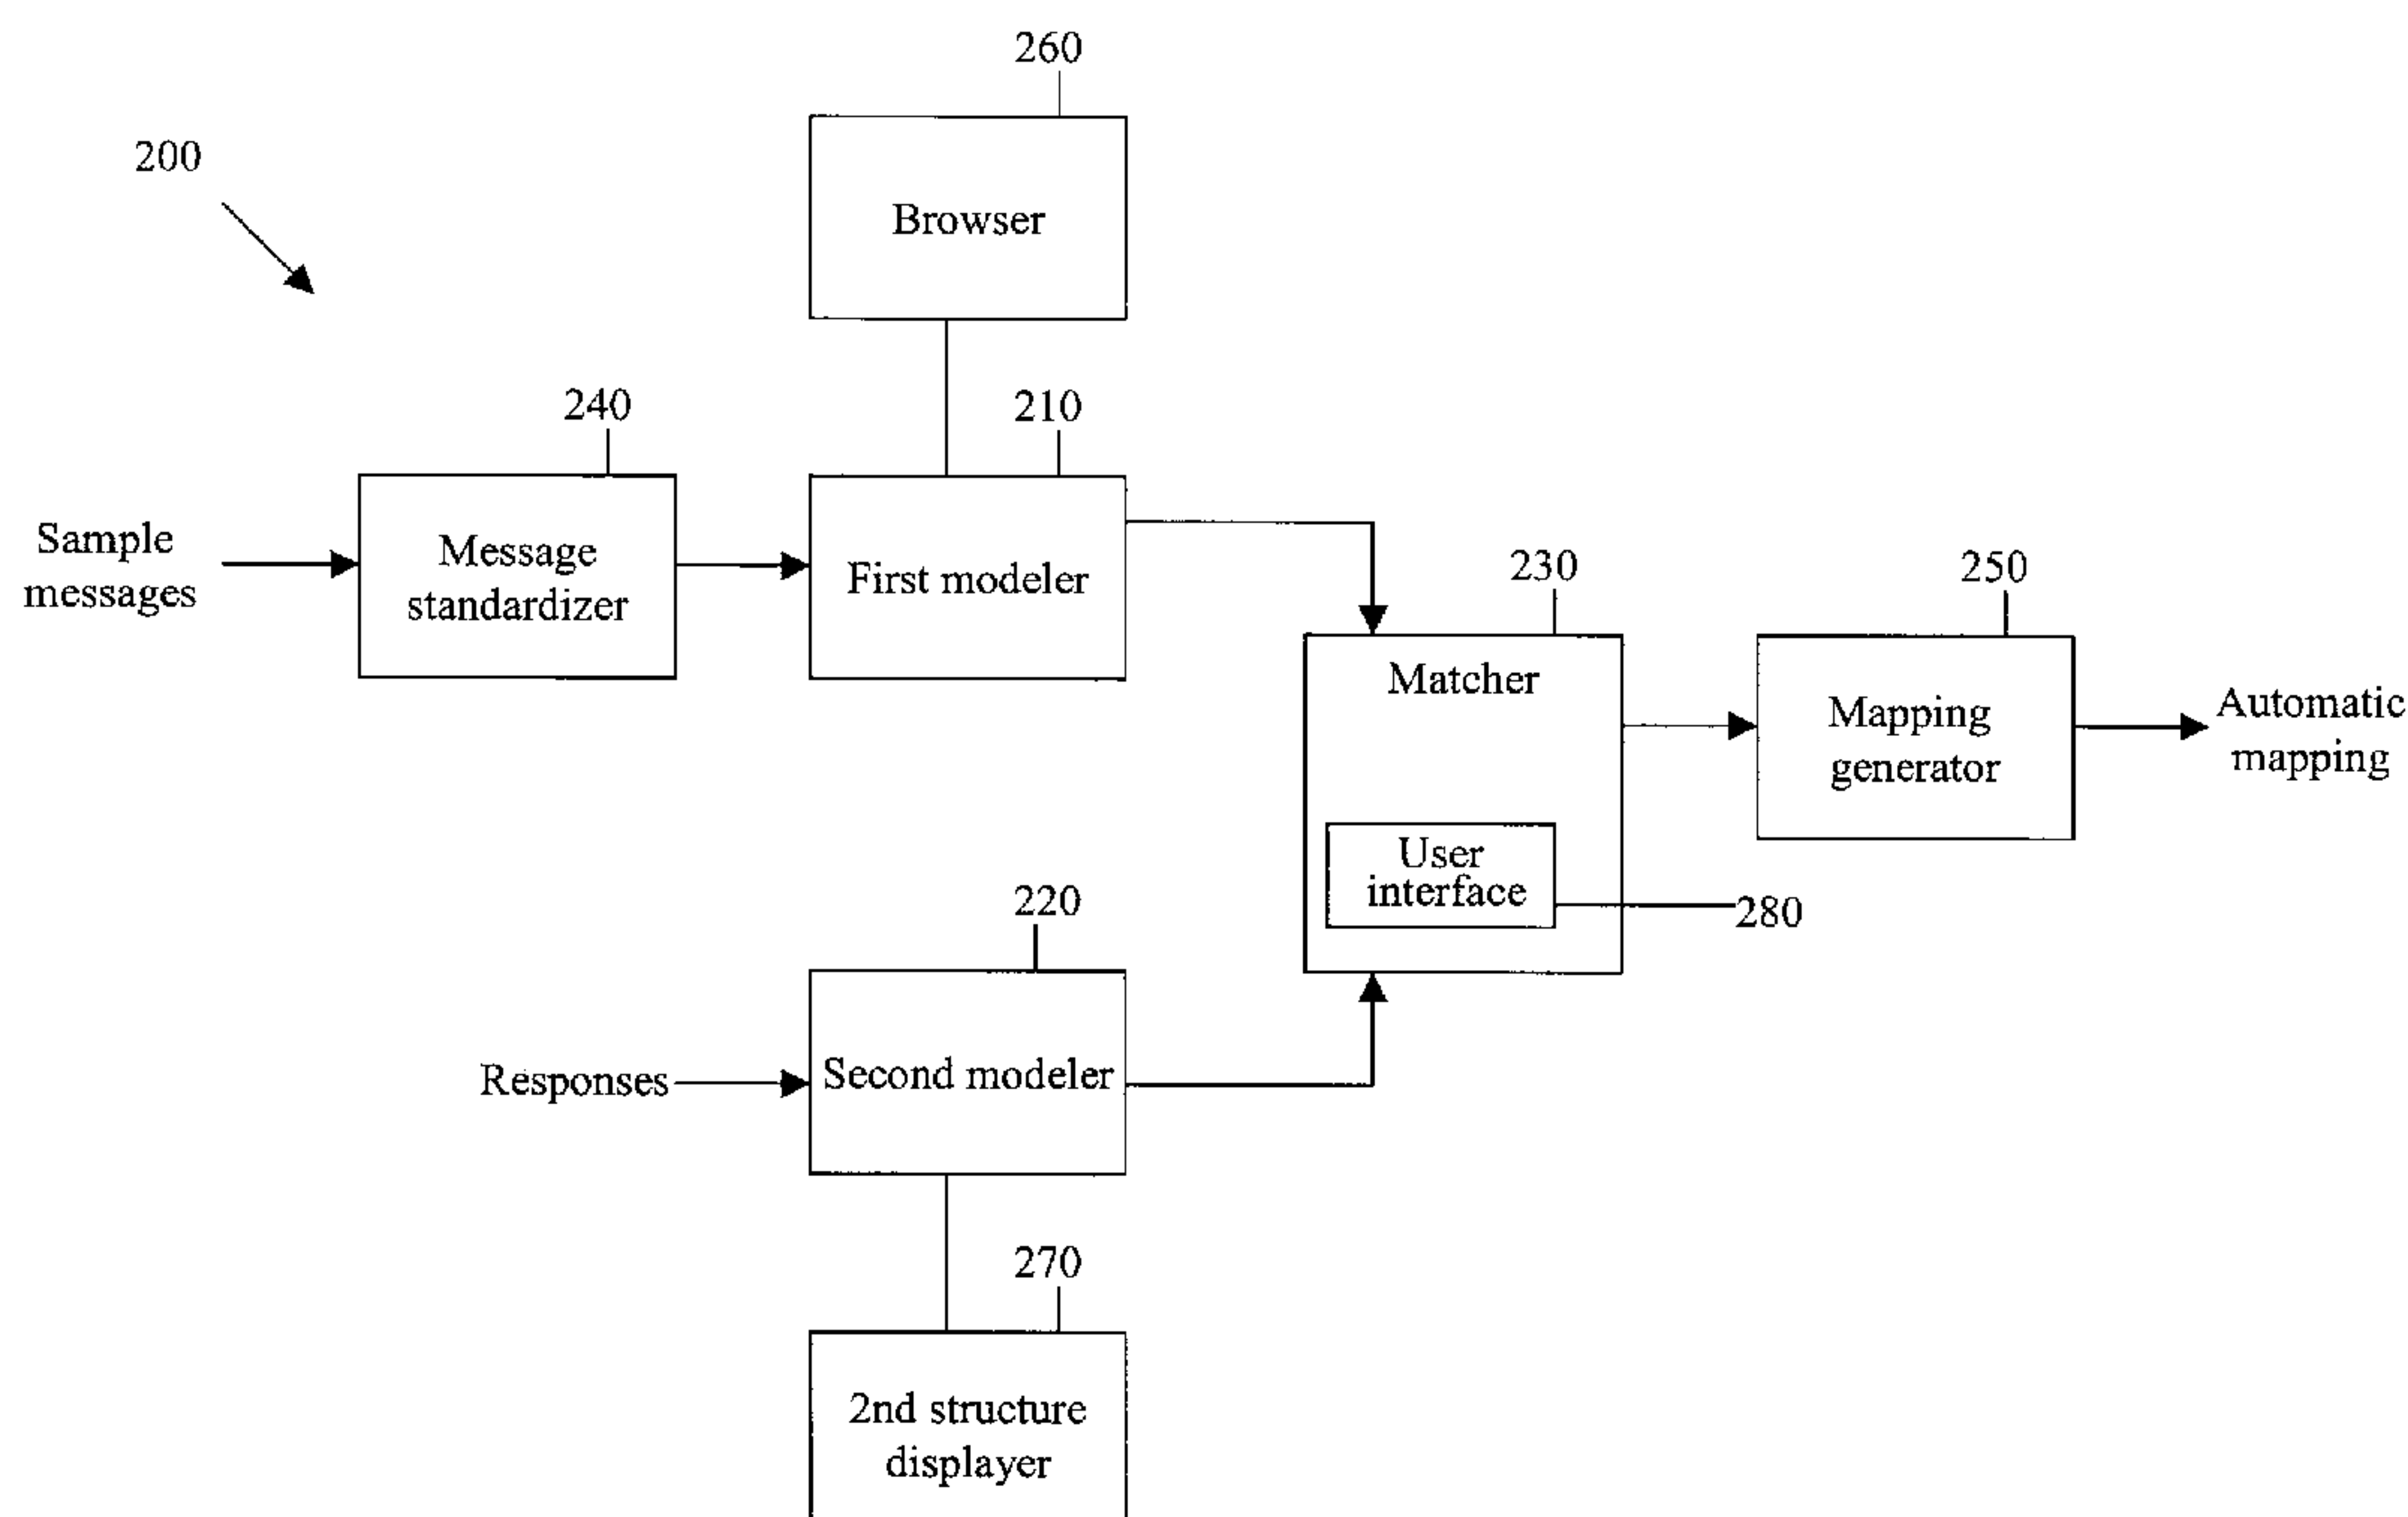 260
200
Browser
240
210
Sample
messages
Message
standardizer
First modeler
230
250
Matcher
Mapping
generator
Automatic
mapping
User
interface
280
220
Responses
Second modeler
270
2nd structure
displayer